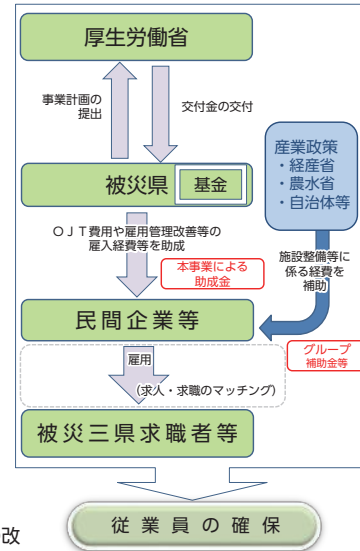 厚生労働省
事業計画の
提出
交付金の交付
被災県
基金
産業政策
・経産省
・農水省
・自治体等
ＯＪＴ費用や雇用管理改善等の
雇入経費等を助成
本事業による
助成金
施設整備等に
係る経費を
補助
民間企業等
グループ
補助金等
雇用
(求人・求職のマッチング)
被災三県求職者等
従業員の確保
改